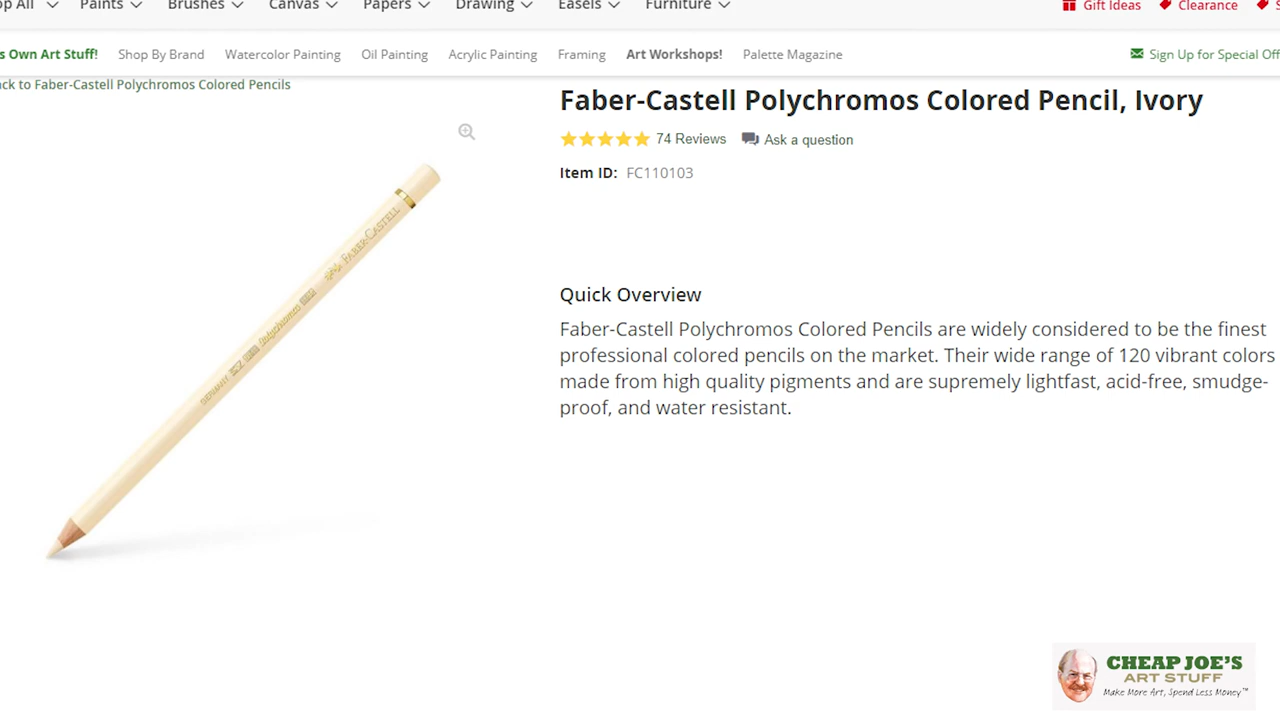 op All Paints Brushes Canvas Papers Drawing Easels Furniture Gift Ideas Clearance S
s Own Art Stuff! Shop By Brand Watercolor Painting Oil Painting Acrylic Painting Framing Art Workshops! Palette Magazine Sign Up for Special Off
ck to Faber-Castell Polychromos Colored Pencils
Faber-Castell Polychromos Colored Pencil, Ivory
74 Reviews Ask a question
Item ID: FC110103
FABER-CASTELL
Polychromos
GERMANY
Quick Overview
Faber-Castell Polychromos Colored Pencils are widely considered to be the finest
professional colored pencils on the market. Their wide range of 120 vibrant colors
made from high quality pigments and are supremely lightfast, acid-free, smudge-
proof, and water resistant.
CHEAP JOE'S
ART STUFF
Make More Art, Spend Less Money™